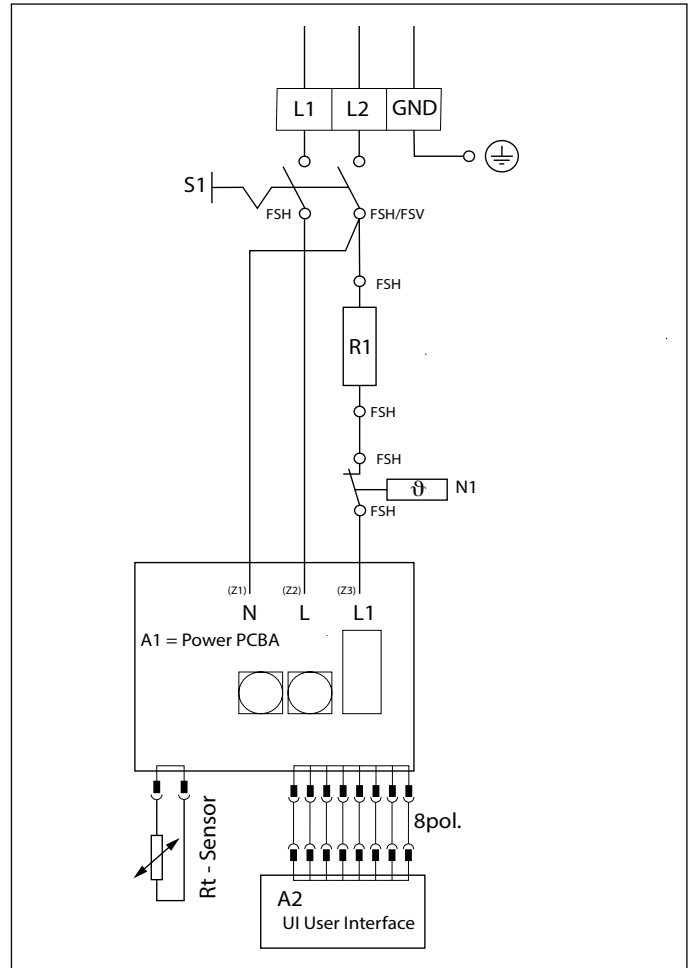 L1 L2 GND
S1
FSH FSH/FSV
FSH
R1
FSH
FSH
ϑ N1
FSH
(Z1) (Z2) (Z3)
N L L1
A1 = Power PCBA
Rt - Sensor
8pol.
A2
UI User Interface